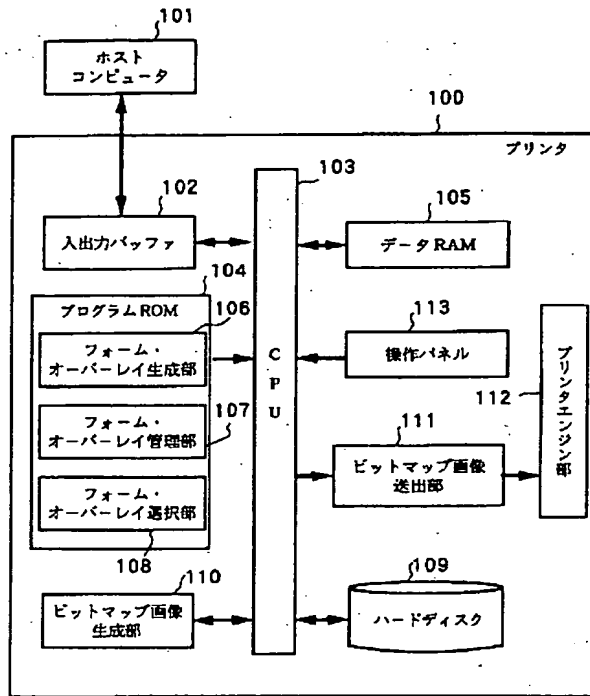 101
ホスト
コンピュータ
100
プリンタ
102
入出力バッファ
103
CPU
105
データRAM
104
プログラムROM
106
フォーム・
オーバーレイ生成部
107
フォーム・
オーバーレイ管理部
フォーム・
オーバーレイ選択部
108
113
操作パネル
112
プリンタエンジン部
111
ビットマップ画像
送出部
110
ビットマップ画像
生成部
109
ハードディスク